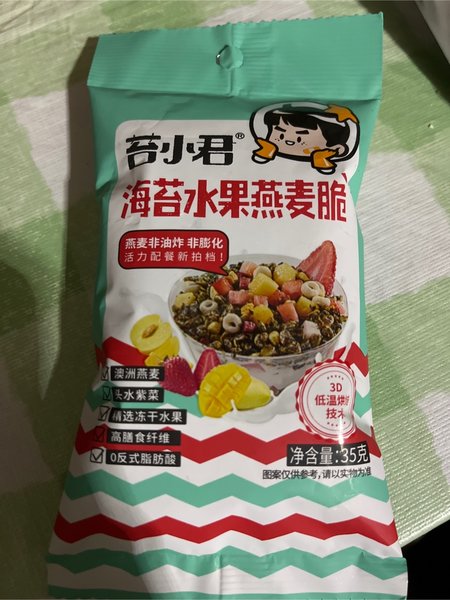 苔小君®
海苔水果燕麦脆
燕麦非油炸 非膨化
活力配餐新拍档！
澳洲燕麦
头水紫菜
精选冻干水果
高膳食纤维
0反式脂肪酸
3D
低温烘焙
技术
净含量:35克
图案仅供参考,请以实物为准